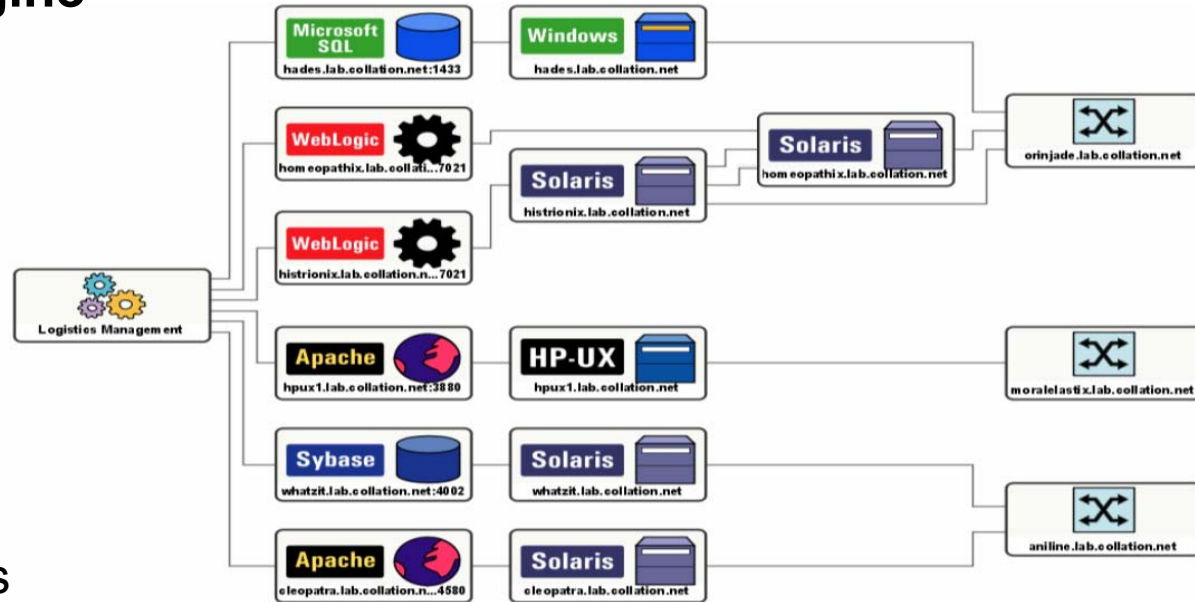 Microsoft
SQL
hades.lab.collation.net:1433
Windows
hades.lab.collation.net
WebLogic
homeopathix.lab.collati...7021
Solaris
homeopathix.lab.collation.net
orinjade.lab.collation.net
Solaris
histrionix.lab.collation.net
WebLogic
histrionix.lab.collation.n...7021
Logistics Management
Apache
hpux1.lab.collation.net:3880
HP-UX
hpux1.lab.collation.net
moralelastix.lab.collation.net
Sybase
whatzit.lab.collation.net:4002
Solaris
whatzit.lab.collation.net
aniline.lab.collation.net
Apache
cleopatra.lab.collation.n...4580
Solaris
cleopatra.lab.collation.net